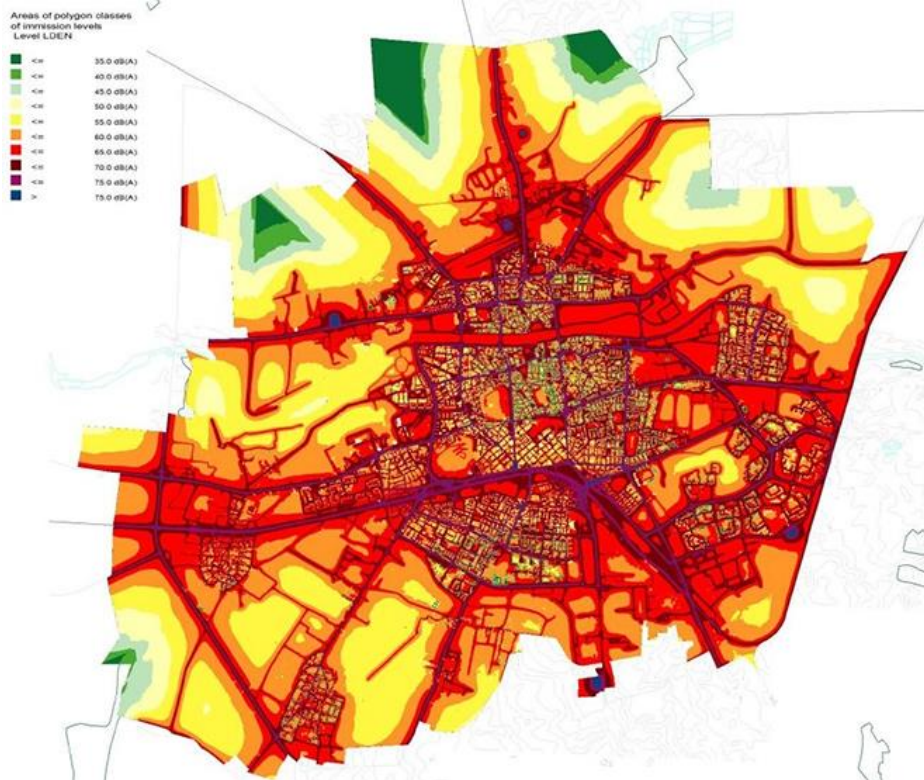 Areas of polygon classes
of immission levels
Level LDEN
<= 35.0 dB(A)
<= 40.0 dB(A)
<= 45.0 dB(A)
<= 50.0 dB(A)
<= 55.0 dB(A)
<= 60.0 dB(A)
<= 65.0 dB(A)
<= 70.0 dB(A)
<= 75.0 dB(A)
> 75.0 dB(A)